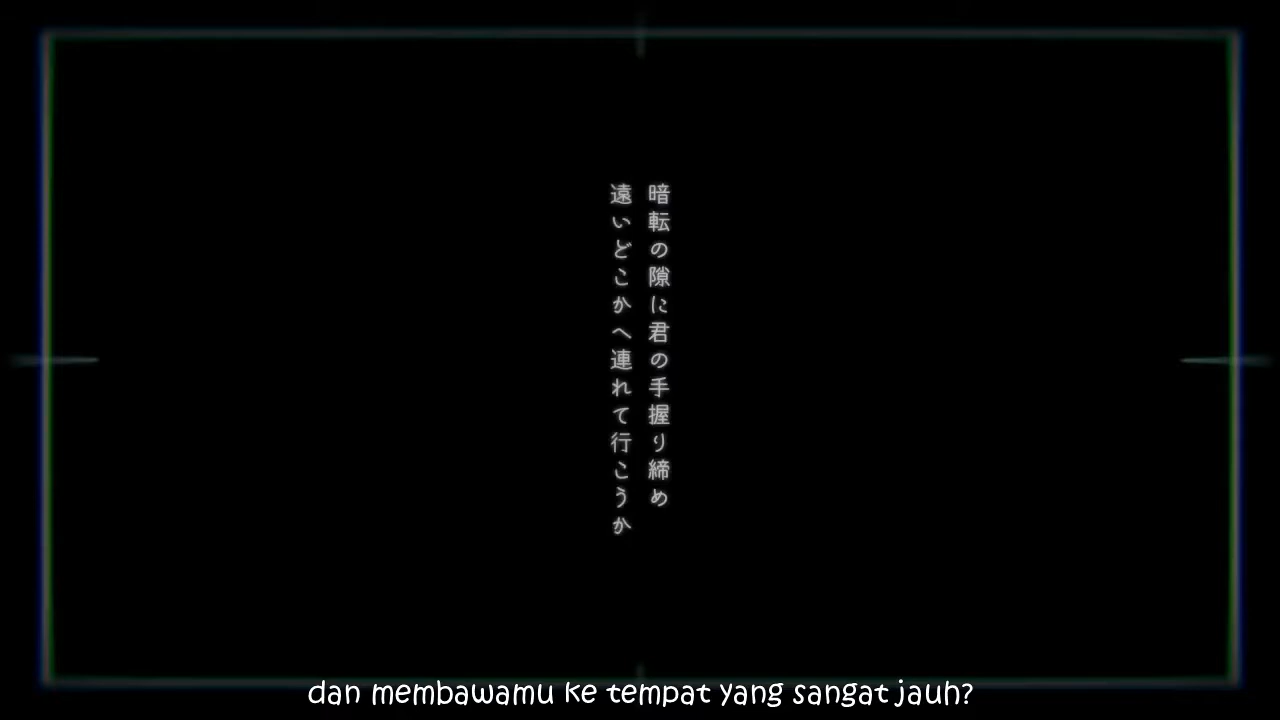 暗転の隙に君の手握り締め
遠いどこかへ連れて行こうか
dan membawamu ke tempat yang sangat jauh?